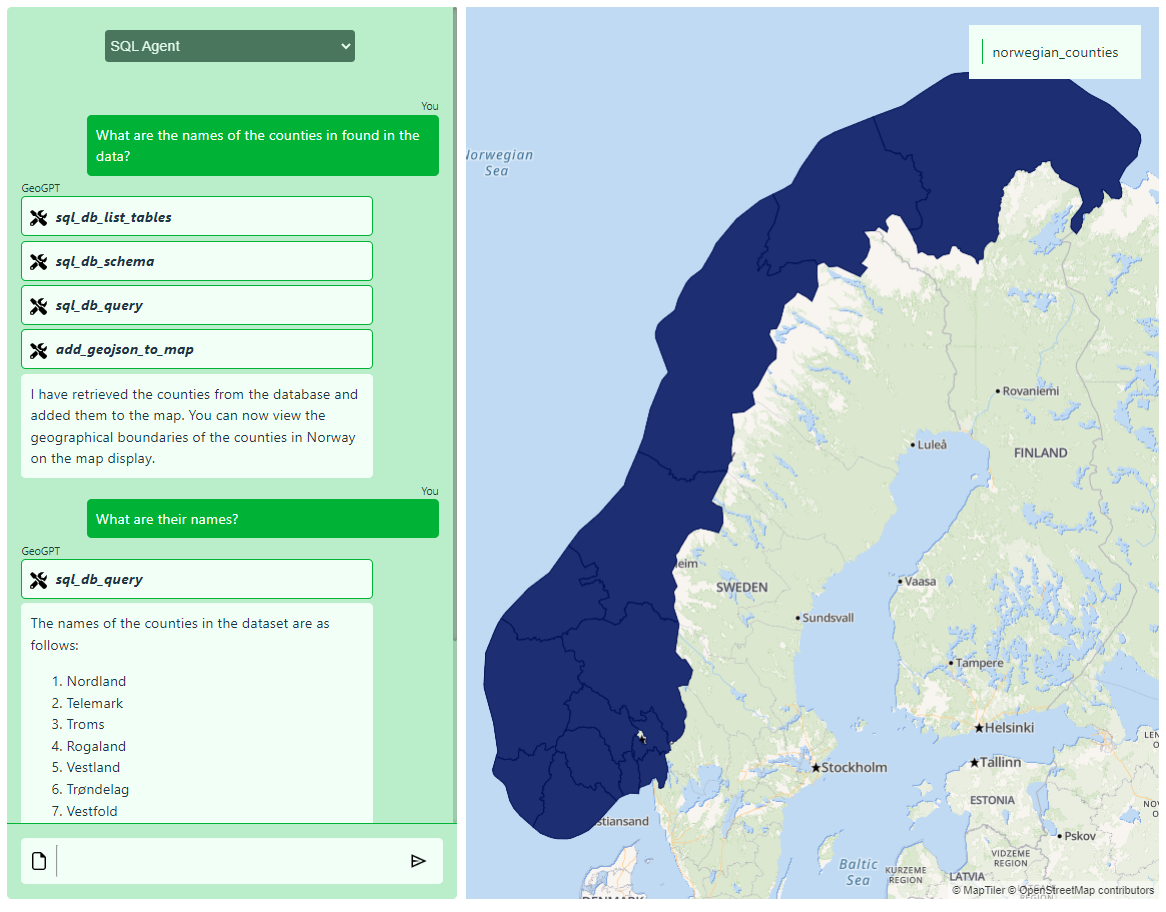 SQL Agent
You
What are the names of the counties in found in the
data?
GeoGPT
sql_db_list_tables
sql_db_schema
sql_db_query
add_geojson_to_map
I have retrieved the counties from the database and
added them to the map. You can now view the
geographical boundaries of the counties in Norway
on the map display.
You
What are their names?
GeoGPT
sql_db_query
The names of the counties in the dataset are as
follows:
1. Nordland
2. Telemark
3. Troms
4. Rogaland
5. Vestland
6. Trøndelag
7. Vestfold
norwegian_counties
Norwegian
Sea
Rovaniemi
Luleå
FINLAND
eim
SWEDEN
Vaasa
Sundsvall
Tampere
Helsinki
LEN
Tallinn
Stockholm
ESTONIA
NOV
stiansand
Pskov
Baltic
Sea
VIDZEME
REGION
KURZEME
REGION
LATVIA
DENMARK
© MapTiler © OpenStreetMap contributors